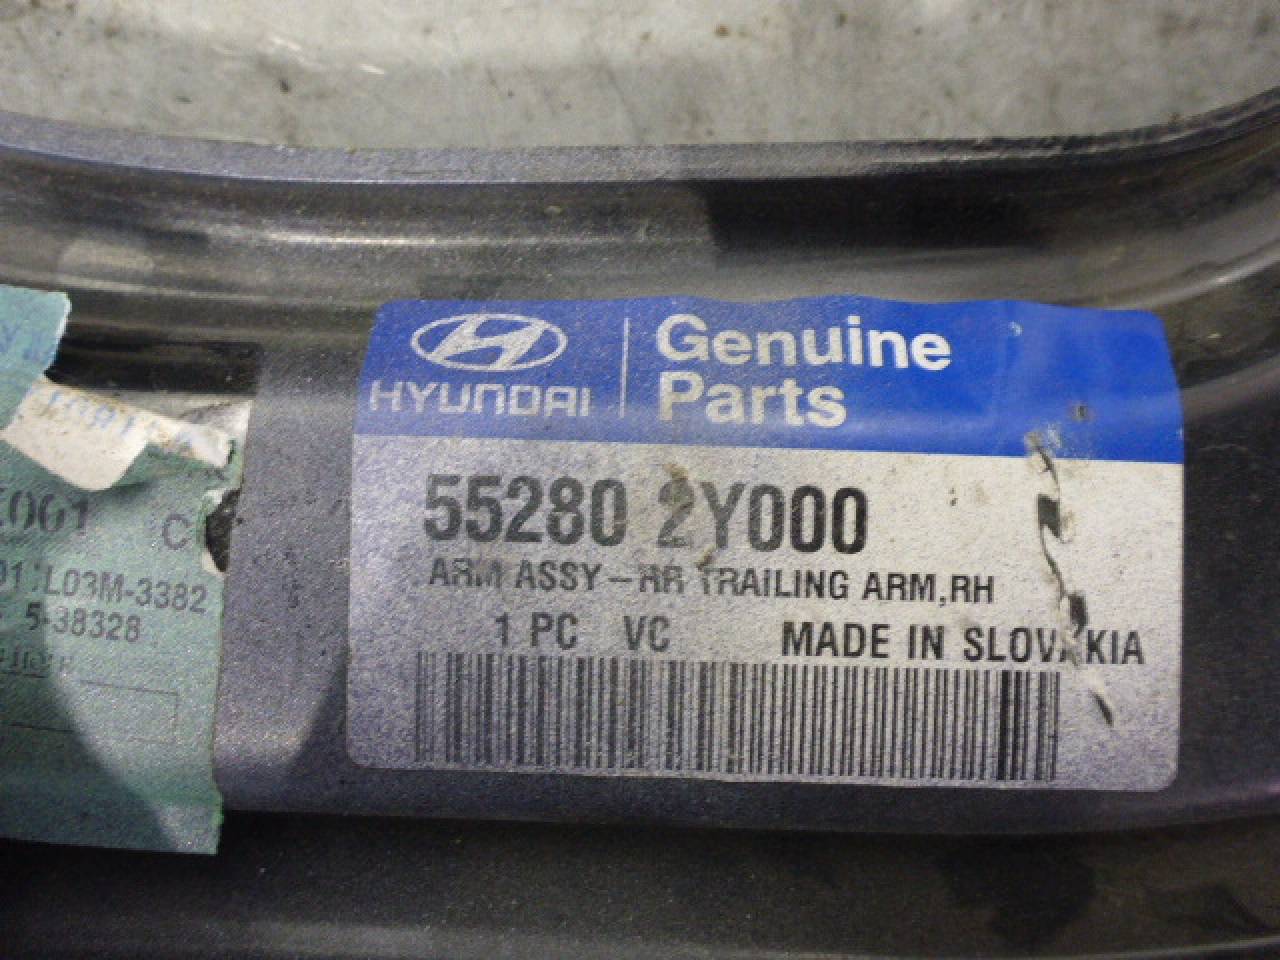 HYUNDAI
Genuine
Parts
55280 2Y000
ARM ASSY-RR TRAILING ARM,RH
1 PC VC MADE IN SLOVAKIA
C
L03M-3382
5-38328